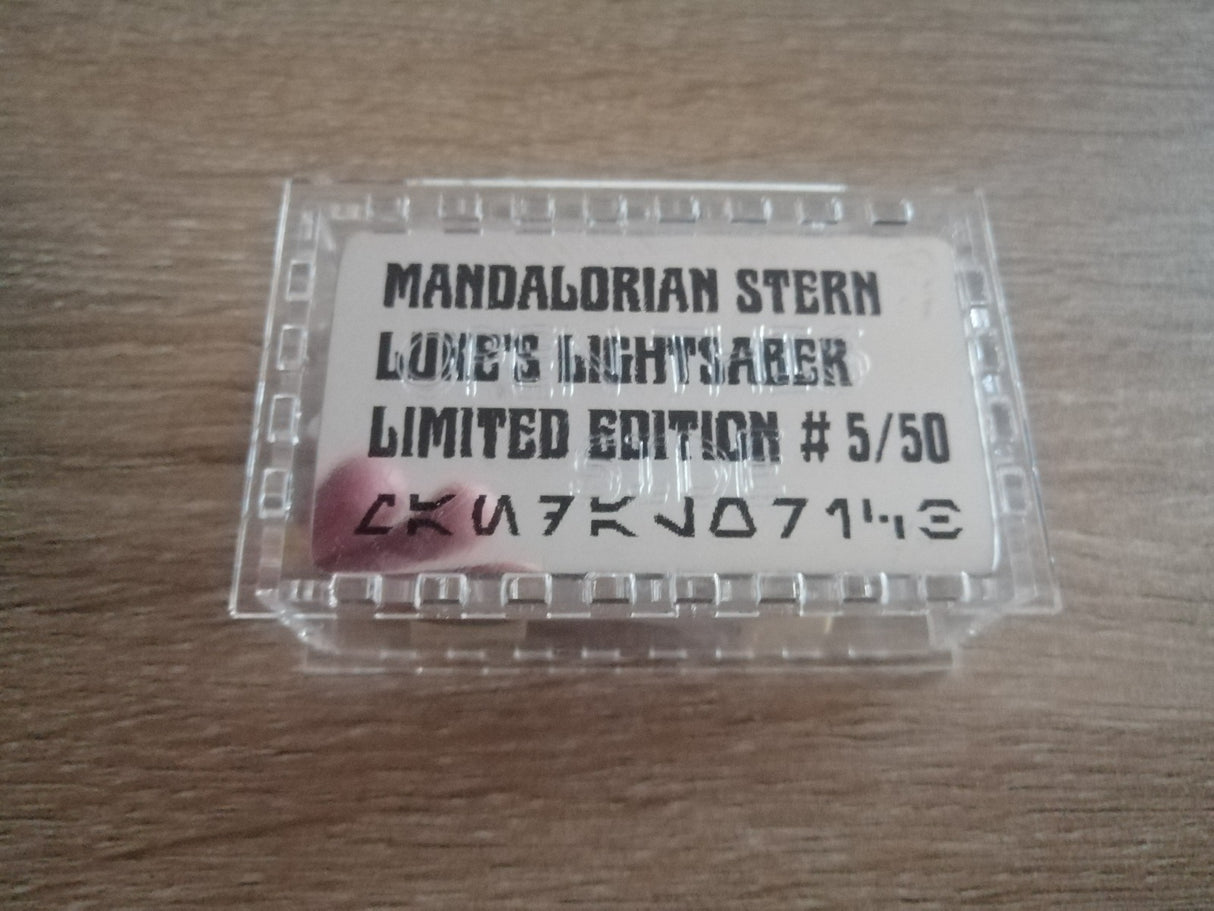 MANDALORIAN STERN
LUKE'S LIGHTSABER
LIMITED EDITION # 5/50